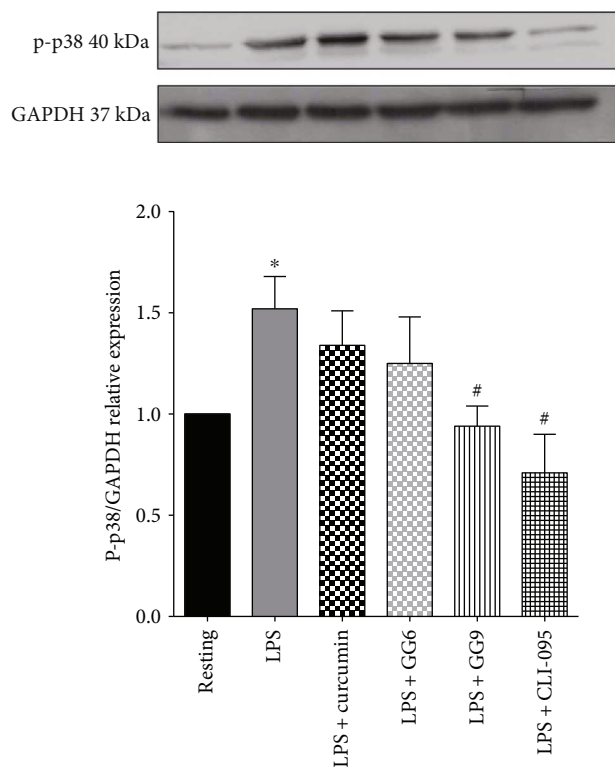 p-p38 40 kDa
GAPDH 37 kDa
P-p38/GAPDH relative expression
2.0
1.5
1.0
0.5
0.0
*
#
#
Resting
LPS
LPS + curcumin
LPS + GG6
LPS + GG9
LPS + CLI-095